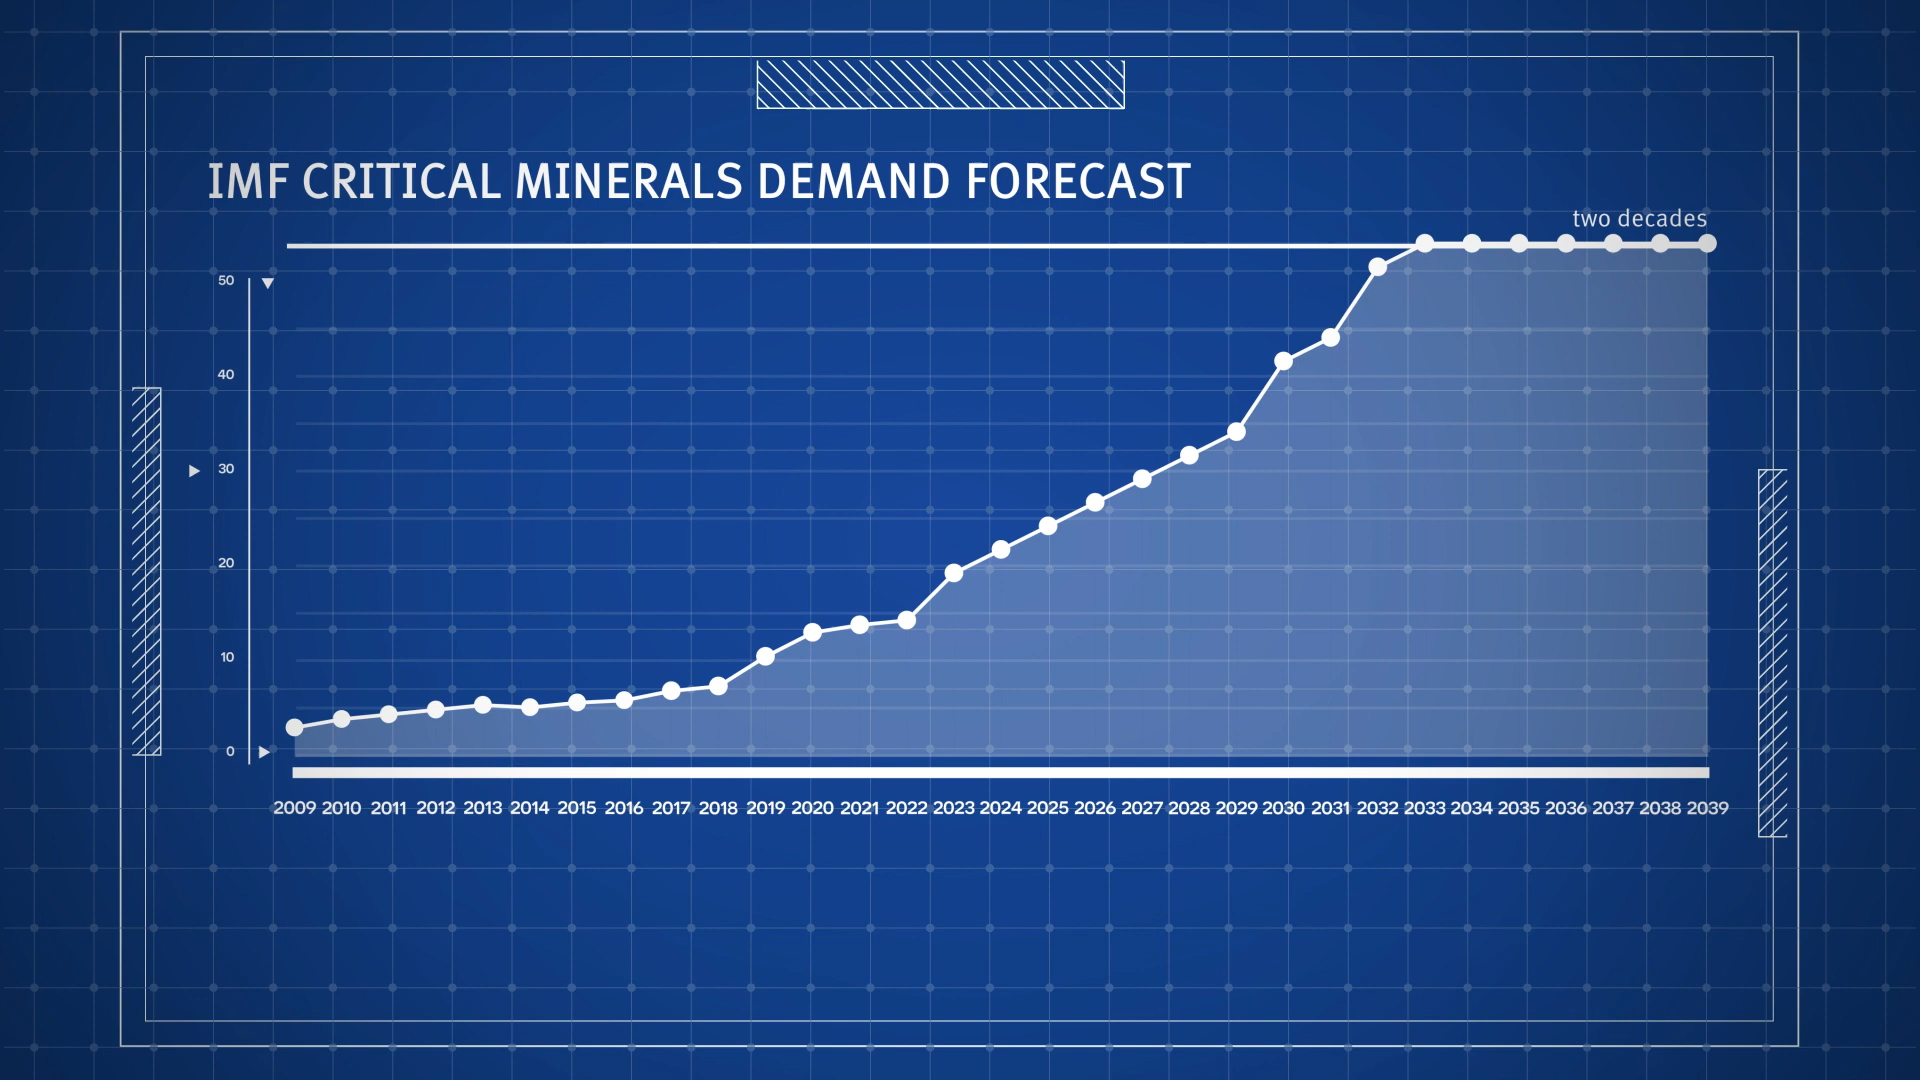 IMF CRITICAL MINERALS DEMAND FORECAST
two decades
50
40
30
20
10
0
2009 2010 2011 2012 2013 2014 2015 2016 2017 2018 2019 2020 2021 2022 2023 2024 2025 2026 2027 2028 2029 2030 2031 2032 2033 2034 2035 2036 2037 2038 2039